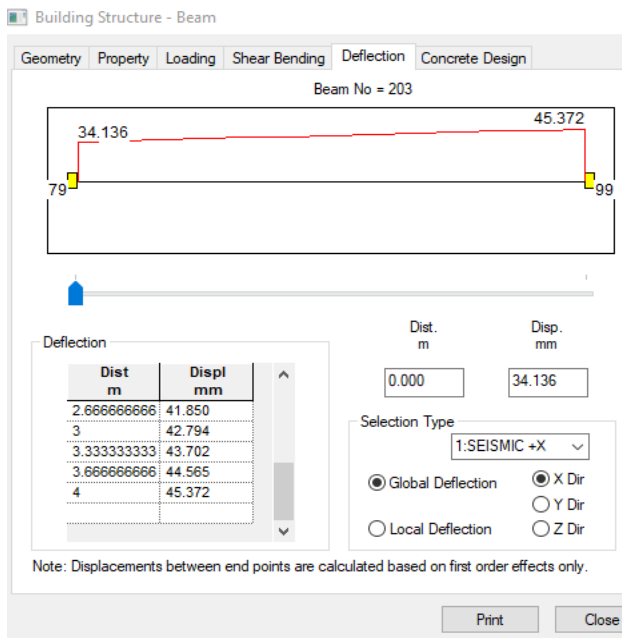 Building Structure - Beam
Geometry Property Loading Shear Bending Deflection Concrete Design
Beam No = 203
34.136 45.372
79 99
Dist. Disp.
m mm
0.000 34.136
Deflection
Dist Displ
m mm
2.666666666 41.850
3 42.794
3.333333333 43.702
3.666666666 44.565
4 45.372
Selection Type
1:SEISMIC +X
Global Deflection X Dir
Y Dir
Local Deflection Z Dir
Note: Displacements between end points are calculated based on first order effects only.
Print Close